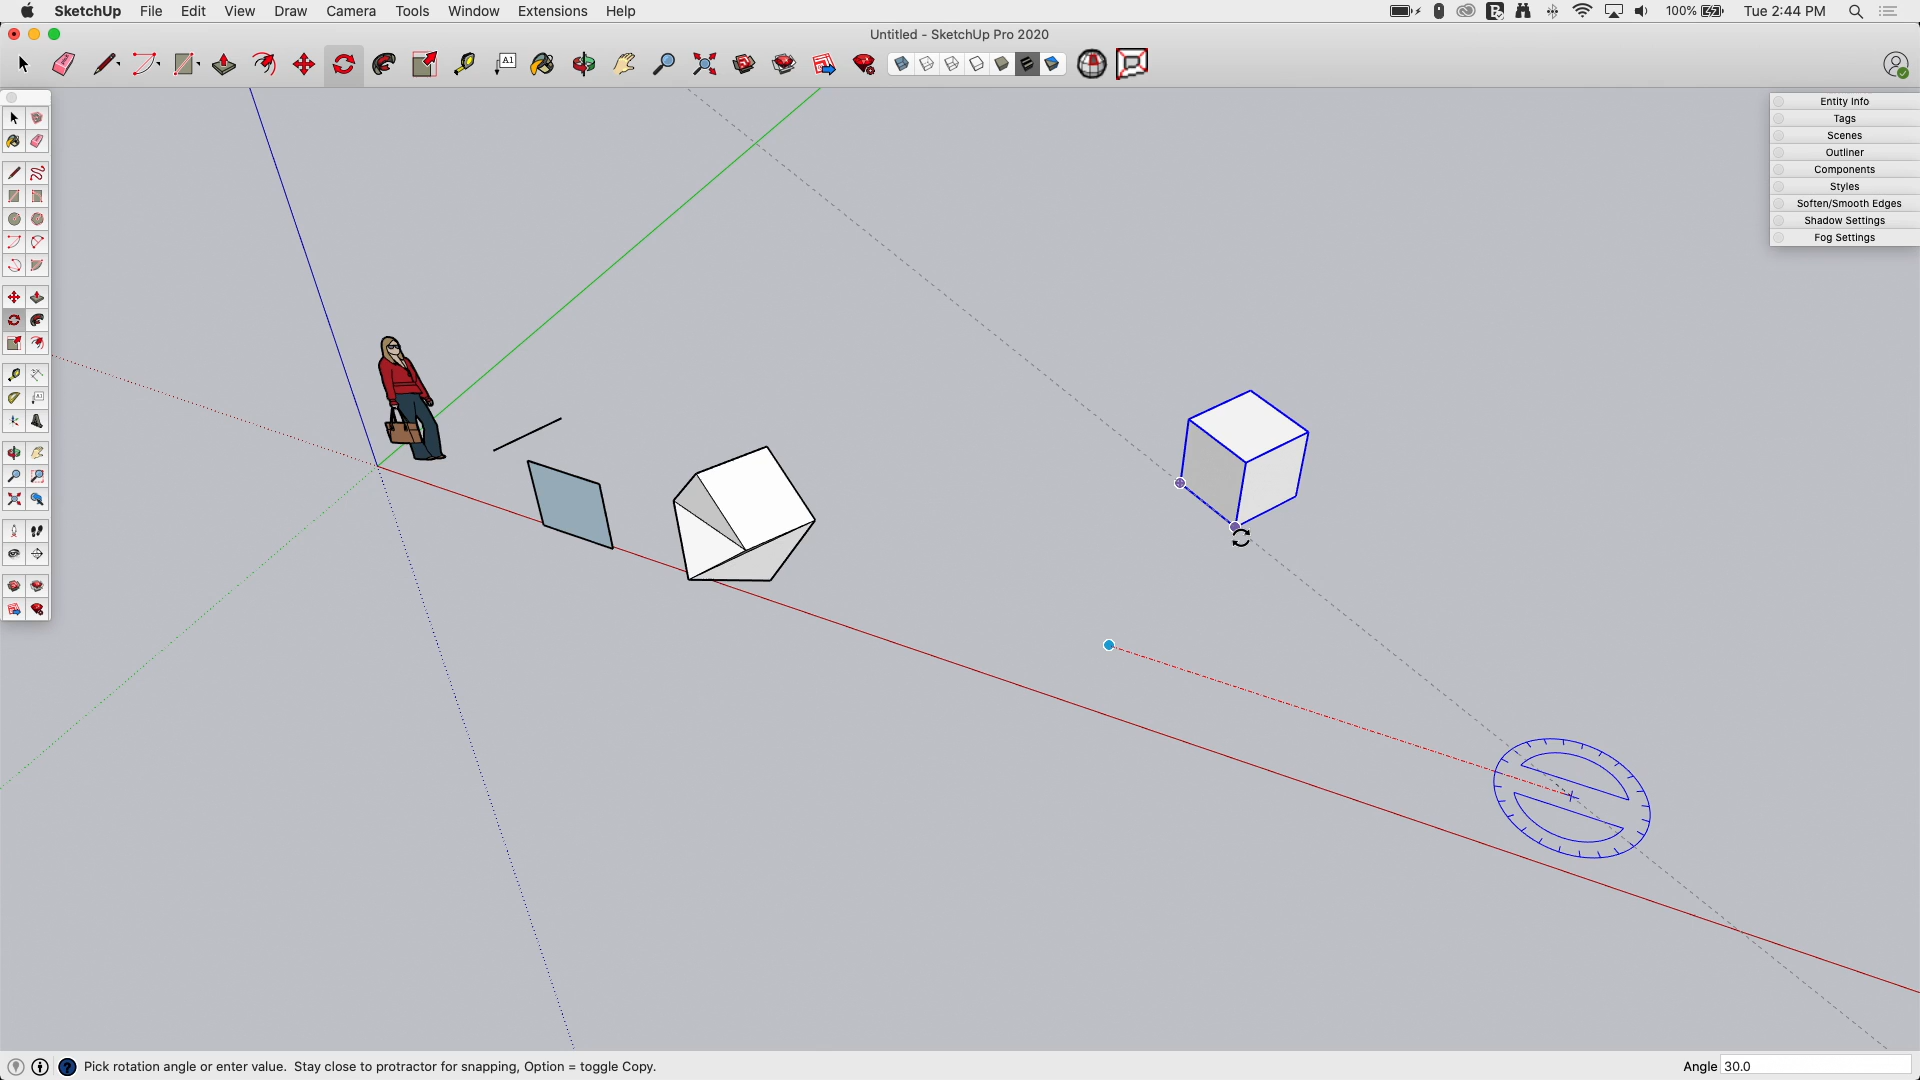 SketchUp File Edit View Draw Camera Tools Window Extensions Help 100% Tue 2:44 PM
Untitled - SketchUp Pro 2020
A1
Entity Info
Tags
Scenes
Outliner
Components
Styles
Soften/Smooth Edges
Shadow Settings
Fog Settings
Pick rotation angle or enter value. Stay close to protractor for snapping, Option = toggle Copy. Angle 30.0